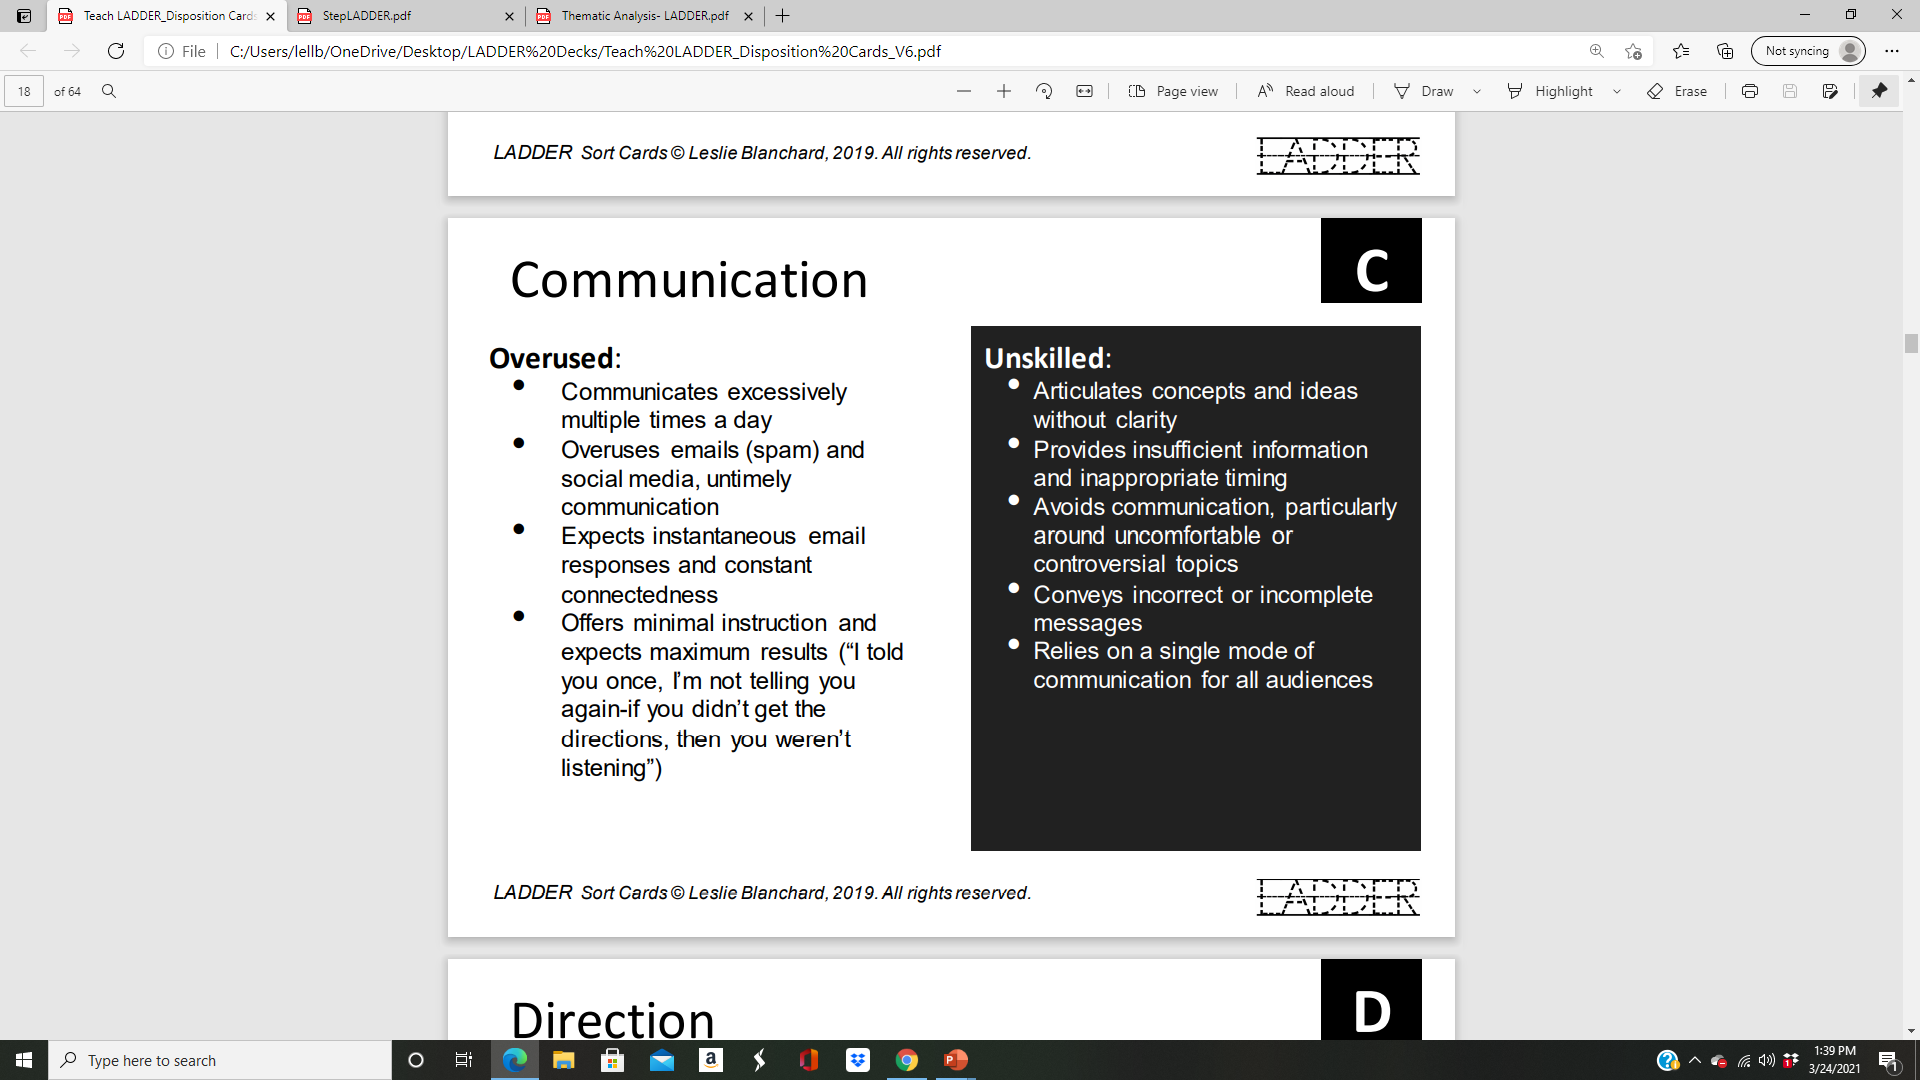 Teach LADDER_Disposition Cards
StepLADDER.pdf
Thematic Analysis- LADDER.pdf
File
C:/Users/lellb/OneDrive/Desktop/LADDER%20Decks/Teach%20LADDER_Disposition%20Cards_V6.pdf
Not syncing
18 of 64
Page view
Read aloud
Draw
Highlight
Erase
LADDER Sort Cards © Leslie Blanchard, 2019. All rights reserved.
LADDER
Communication
C
Overused:
• Communicates excessively
multiple times a day
• Overuses emails (spam) and
social media, untimely
communication
• Expects instantaneous email
responses and constant
connectedness
• Offers minimal instruction and
expects maximum results (“I told
you once, I’m not telling you
again-if you didn’t get the
directions, then you weren’t
listening”)
Unskilled:
• Articulates concepts and ideas
without clarity
• Provides insufficient information
and inappropriate timing
• Avoids communication, particularly
around uncomfortable or
controversial topics
• Conveys incorrect or incomplete
messages
• Relies on a single mode of
communication for all audiences
LADDER Sort Cards © Leslie Blanchard, 2019. All rights reserved.
LADDER
Direction
D
Type here to search
1:39 PM
3/24/2021